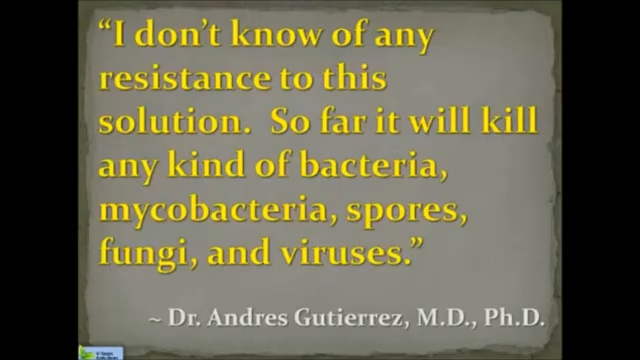 “I don’t know of any
resistance to this
solution.  So far it will kill
any kind of bacteria,
mycobacteria, spores,
fungi, and viruses.”
~ Dr. Andres Gutierrez, M.D., Ph.D.